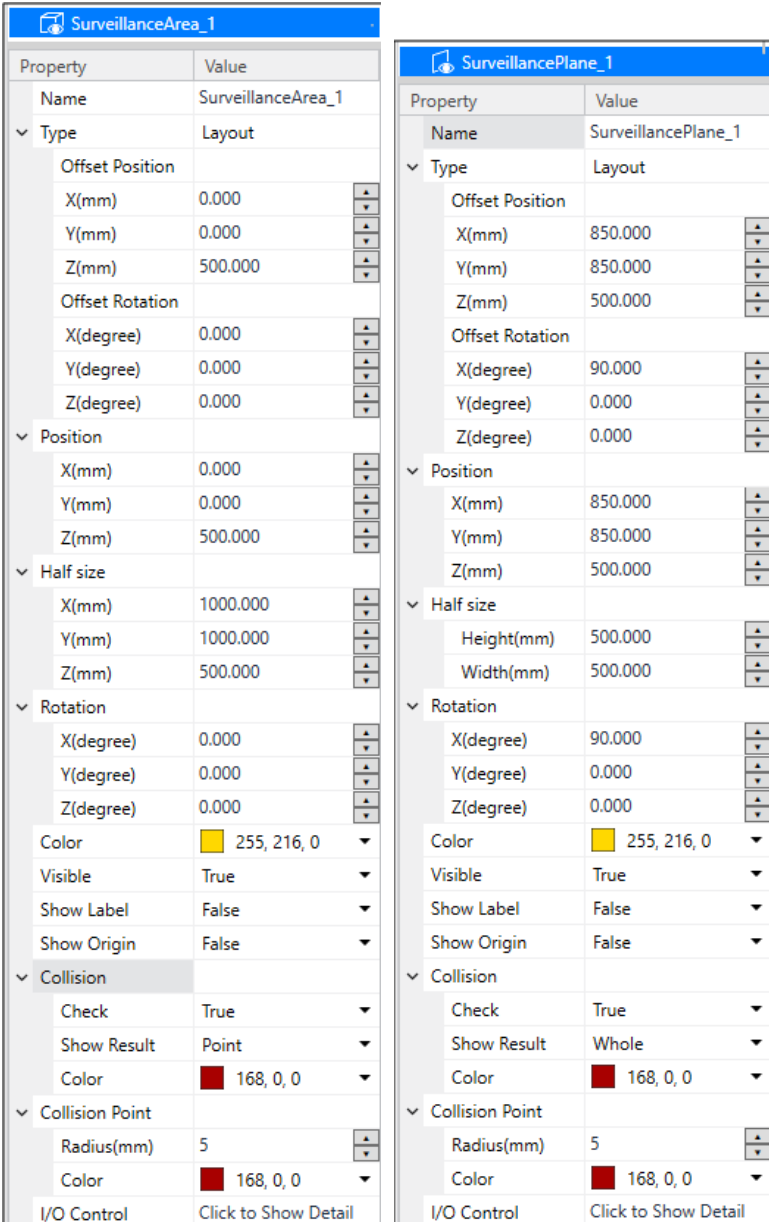 SurveillanceArea_1
Property Value
Name SurveillanceArea_1
Type Layout
Offset Position
X(mm) 0.000
Y(mm) 0.000
Z(mm) 500.000
Offset Rotation
X(degree) 0.000
Y(degree) 0.000
Z(degree) 0.000
Position
X(mm) 0.000
Y(mm) 0.000
Z(mm) 500.000
Half size
X(mm) 1000.000
Y(mm) 1000.000
Z(mm) 500.000
Rotation
X(degree) 0.000
Y(degree) 0.000
Z(degree) 0.000
Color 255, 216, 0
Visible True
Show Label False
Show Origin False
Collision
Check True
Show Result Point
Color 168, 0, 0
Collision Point
Radius(mm) 5
Color 168, 0, 0
I/O Control Click to Show Detail
SurveillancePlane_1
Property Value
Name SurveillancePlane_1
Type Layout
Offset Position
X(mm) 850.000
Y(mm) 850.000
Z(mm) 500.000
Offset Rotation
X(degree) 90.000
Y(degree) 0.000
Z(degree) 0.000
Position
X(mm) 850.000
Y(mm) 850.000
Z(mm) 500.000
Half size
Height(mm) 500.000
Width(mm) 500.000
Rotation
X(degree) 90.000
Y(degree) 0.000
Z(degree) 0.000
Color 255, 216, 0
Visible True
Show Label False
Show Origin False
Collision
Check True
Show Result Whole
Color 168, 0, 0
Collision Point
Radius(mm) 5
Color 168, 0, 0
I/O Control Click to Show Detail